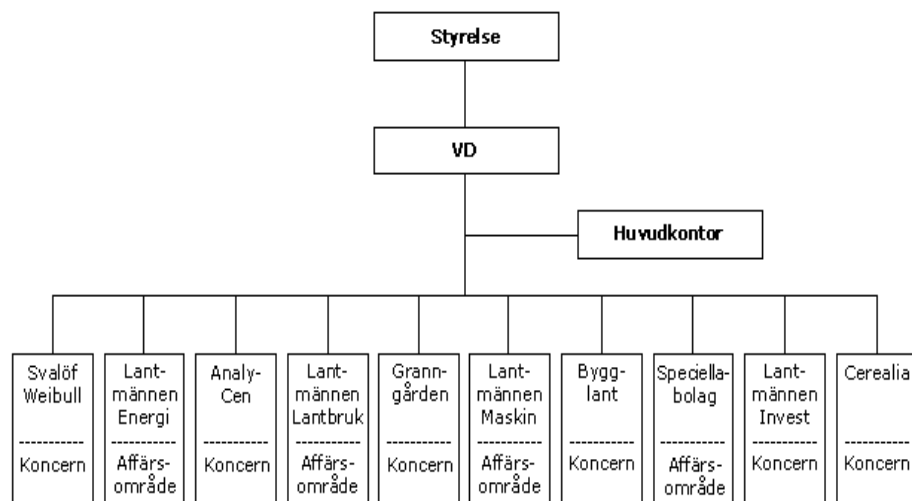 Styrelse
VD
Huvudkontor
Svalöf
Weibull
----------
Koncern
Lant-
männen
Energi
----------
Affärs-
område
Analy-
Cen
----------
Koncern
Lant-
männen
Lantbruk
----------
Affärs-
område
Grann-
gården
----------
Koncern
Lant-
männen
Maskin
----------
Affärs-
område
Bygg-
lant
----------
Koncern
Speciella-
bolag
----------
Affärs-
område
Lant-
männen
Invest
----------
Koncern
Cerealia
----------
Koncern